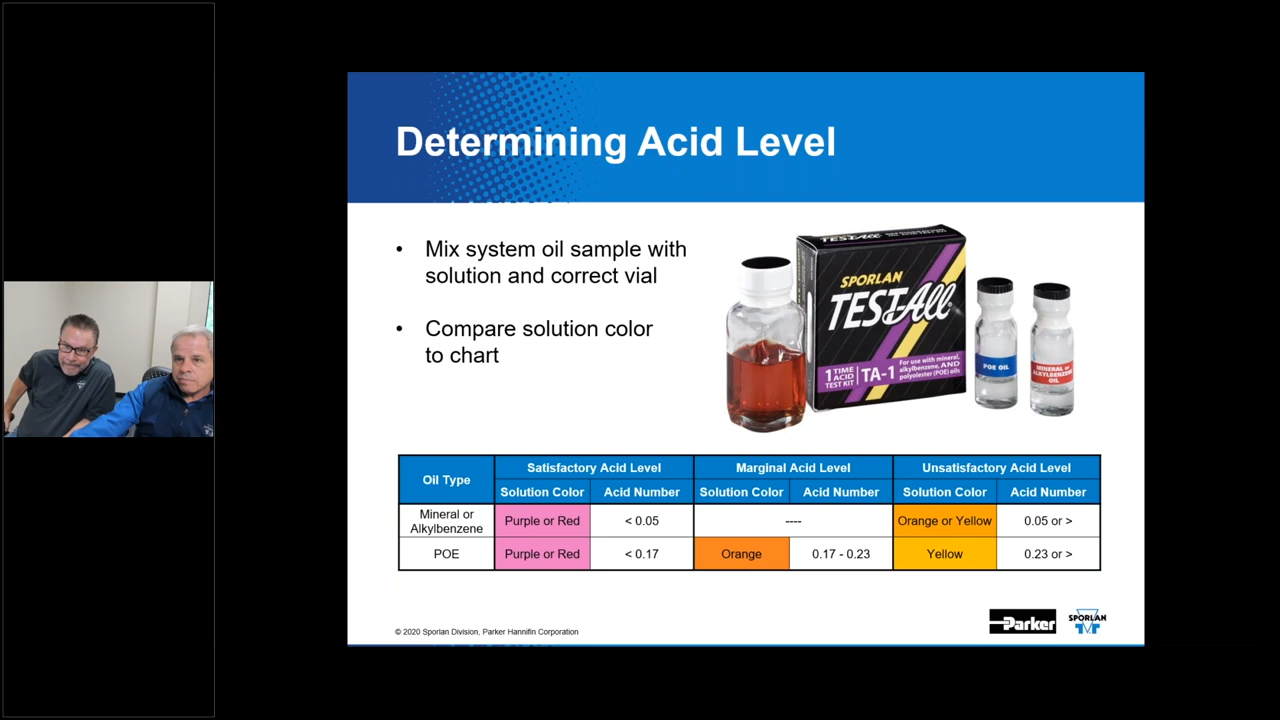 Determining Acid Level
• Mix system oil sample with
solution and correct vial
• Compare solution color
to chart
TEST-All
SPORLAN
TEST-All
1 TIME
ACID
TEST KIT
TA-1
For use with mineral,
alkylbenzene, AND
polyolester (POE) oils
POE OIL
MINERAL or
ALKYLBENZENE
OIL
Oil Type Satisfactory Acid Level Marginal Acid Level Unsatisfactory Acid Level
Solution Color Acid Number Solution Color Acid Number Solution Color Acid Number
Mineral or
Alkylbenzene Purple or Red < 0.05 ---- Orange or Yellow 0.05 or >
POE Purple or Red < 0.17 Orange 0.17 - 0.23 Yellow 0.23 or >
© 2020 Sporlan Division, Parker Hannifin Corporation
Parker
SPORLAN